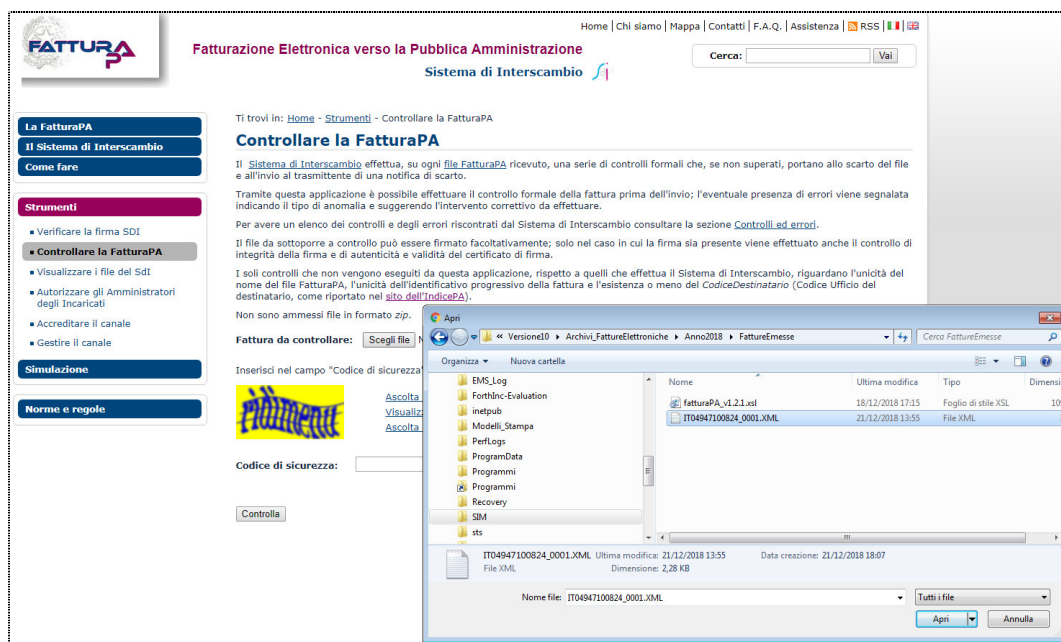 Home | Chi siamo | Mappa | Contatti | F.A.Q. | Assistenza | RSS |
FATTURA
PA
Fatturazione Elettronica verso la Pubblica Amministrazione
Sistema di Interscambio
Cerca:
Vai
Ti trovi in: Home - Strumenti - Controllare la FatturaPA
La FatturaPA
Il Sistema di Interscambio
Come fare
Strumenti
Verificare la firma SDI
Controllare la FatturaPA
Visualizzare i file del SdI
Autorizzare gli Amministratori
degli Incaricati
Accreditare il canale
Gestire il canale
Simulazione
Norme e regole
Controllare la FatturaPA
Il Sistema di Interscambio effettua, su ogni file FatturaPA ricevuto, una serie di controlli formali che, se non superati, portano allo scarto del file
e all'invio al trasmittente di una notifica di scarto.
Tramite questa applicazione è possibile effettuare il controllo formale della fattura prima dell'invio; l'eventuale presenza di errori viene segnalata
indicando il tipo di anomalia e suggerendo l'intervento correttivo da effettuare.
Per avere un elenco dei controlli e degli errori riscontrati dal Sistema di Interscambio consultare la sezione Controlli ed errori.
Il file da sottoporre a controllo può essere firmato facoltativamente; solo nel caso in cui la firma sia presente viene effettuato anche il controllo di
integrità della firma e di autenticità e validità del certificato di firma.
I soli controlli che non vengono eseguiti da questa applicazione, rispetto a quelli che effettua il Sistema di Interscambio, riguardano l'unicità del
nome del file FatturaPA, l'unicità dell'identificativo progressivo della fattura e l'esistenza o meno del CodiceDestinatario (Codice Ufficio del
destinatario, come riportato nel sito dell'IndicePA).
Non sono ammessi file in formato zip.
Fattura da controllare: Scegli file N
Inserisci nel campo "Codice di sicurezza"
Ascolta
Visualiz
Ascolta
Codice di sicurezza:
Controlla
Apri
« Versione10 Archivi_FattureElettroniche Anno2018 FattureEmesse
Cerca FattureEmesse
Organizza Nuova cartella
EMS_Log
ForthInc-Evaluation
inetpub
Modelli_Stampa
PerfLogs
ProgramData
Programmi
Programmi
Recovery
SIM
sts
Nome Ultima modifica Tipo Dimensi
fatturaPA_v1.2.1.xsl 18/12/2018 17:15 Foglio di stile XSL 10
IT04947100824_0001.XML 21/12/2018 13:55 File XML
IT04947100824_0001.XML Ultima modifica: 21/12/2018 13:55 Data creazione: 21/12/2018 18:07
File XML Dimensione: 2,28 KB
Nome file: IT04947100824_0001.XML Tutti i file
Apri Annulla